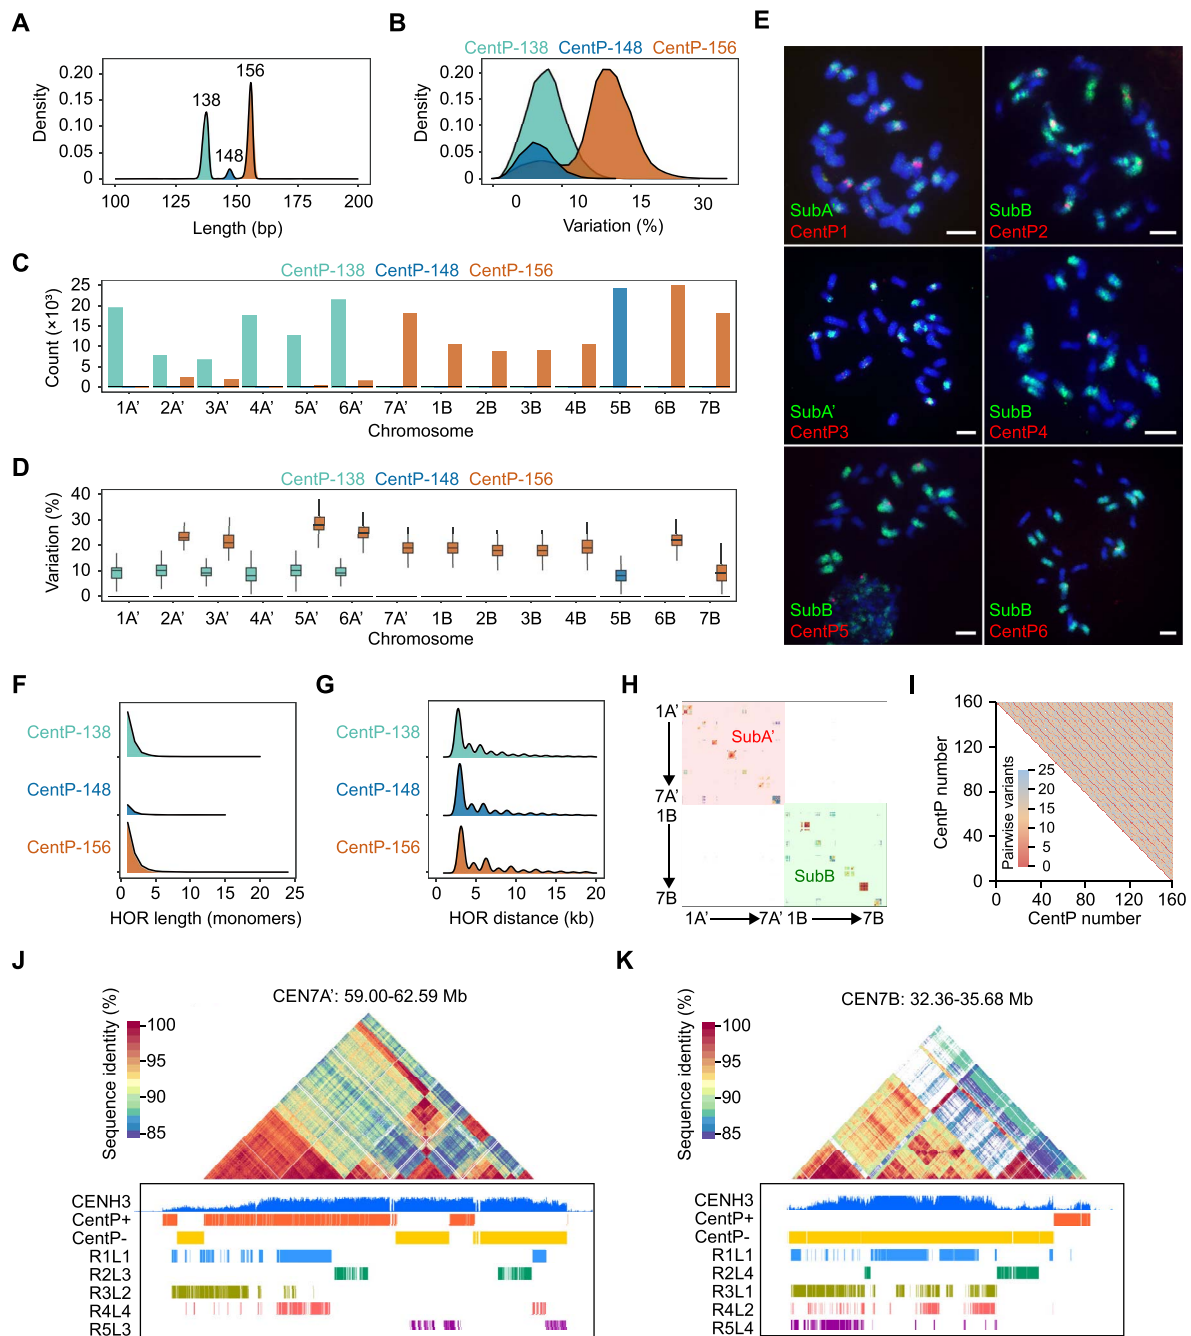 A
Density
0.20
0.15
0.10
0.05
0
138
148
156
100 125 150 175 200
Length (bp)
B
CentP-138 CentP-148 CentP-156
Density
0.20
0.15
0.10
0.05
0
0 10 15 30
Variation (%)
C
CentP-138 CentP-148 CentP-156
Count (×10³)
25
20
15
10
5
0
1A' 2A' 3A' 4A' 5A' 6A' 7A' 1B 2B 3B 4B 5B 6B 7B
Chromosome
D
CentP-138 CentP-148 CentP-156
Variation (%)
40
30
20
10
0
1A' 2A' 3A' 4A' 5A' 6A' 7A' 1B 2B 3B 4B 5B 6B 7B
Chromosome
E
SubA'
CentP1
SubB
CentP2
SubA'
CentP3
SubB
CentP4
SubB
CentP5
SubB
CentP6
F
CentP-138
CentP-148
CentP-156
0 4 8 12 16 20 24
HOR length (monomers)
G
CentP-138
CentP-148
CentP-156
0 5 10 15 20
HOR distance (kb)
H
1A'
7A'
1B
7B
SubA'
SubB
1A' 7A' 1B 7B
I
CentP number
160
120
80
40
0
Pairwise variants
25
20
15
10
5
0
0 40 80 120 160
CentP number
J
CEN7A': 59.00-62.59 Mb
Sequence identity (%)
100
95
90
85
CENH3
CentP+
CentP-
R1L1
R2L3
R3L2
R4L4
R5L3
K
CEN7B: 32.36-35.68 Mb
Sequence identity (%)
100
95
90
85
CENH3
CentP+
CentP-
R1L1
R2L4
R3L1
R4L2
R5L4